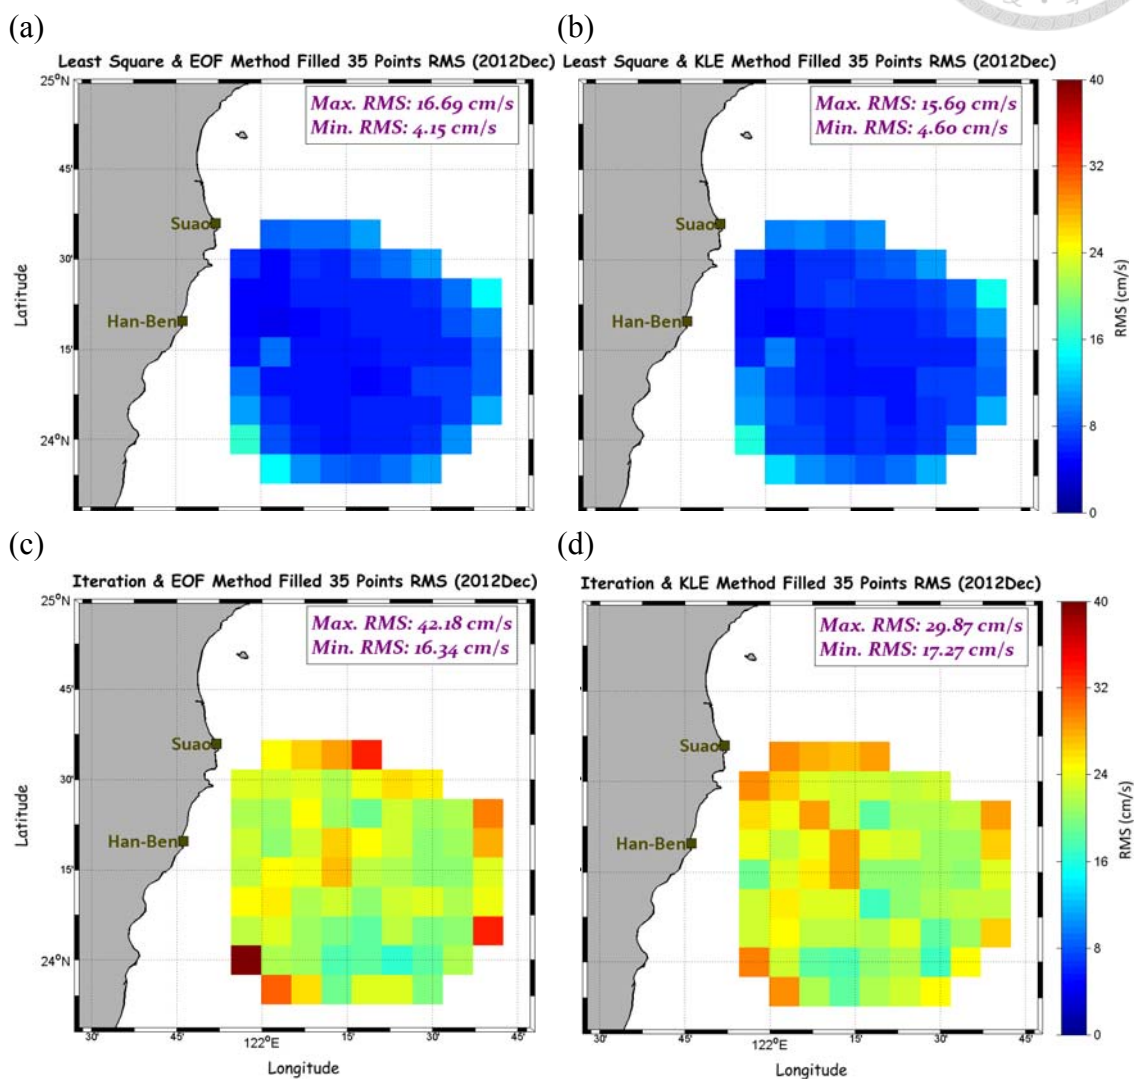 (a)
(b)
Least Square & EOF Method Filled 35 Points RMS (2012Dec)
Least Square & KLE Method Filled 35 Points RMS (2012Dec)
25°N
45'
30'
15'
24°N
Latitude
Max. RMS: 16.69 cm/s
Min. RMS: 4.15 cm/s
Suao
Han-Ben
Max. RMS: 15.69 cm/s
Min. RMS: 4.60 cm/s
Suao
Han-Ben
40
32
24
16
8
0
RMS (cm/s)
(c)
(d)
Iteration & EOF Method Filled 35 Points RMS (2012Dec)
Iteration & KLE Method Filled 35 Points RMS (2012Dec)
25°N
45'
30'
15'
24°N
Latitude
Max. RMS: 42.18 cm/s
Min. RMS: 16.34 cm/s
Suao
Han-Ben
30'
45'
122°E
15'
30'
45'
Longitude
Max. RMS: 29.87 cm/s
Min. RMS: 17.27 cm/s
Suao
Han-Ben
30'
45'
122°E
15'
30'
45'
Longitude
40
32
24
16
8
0
RMS (cm/s)